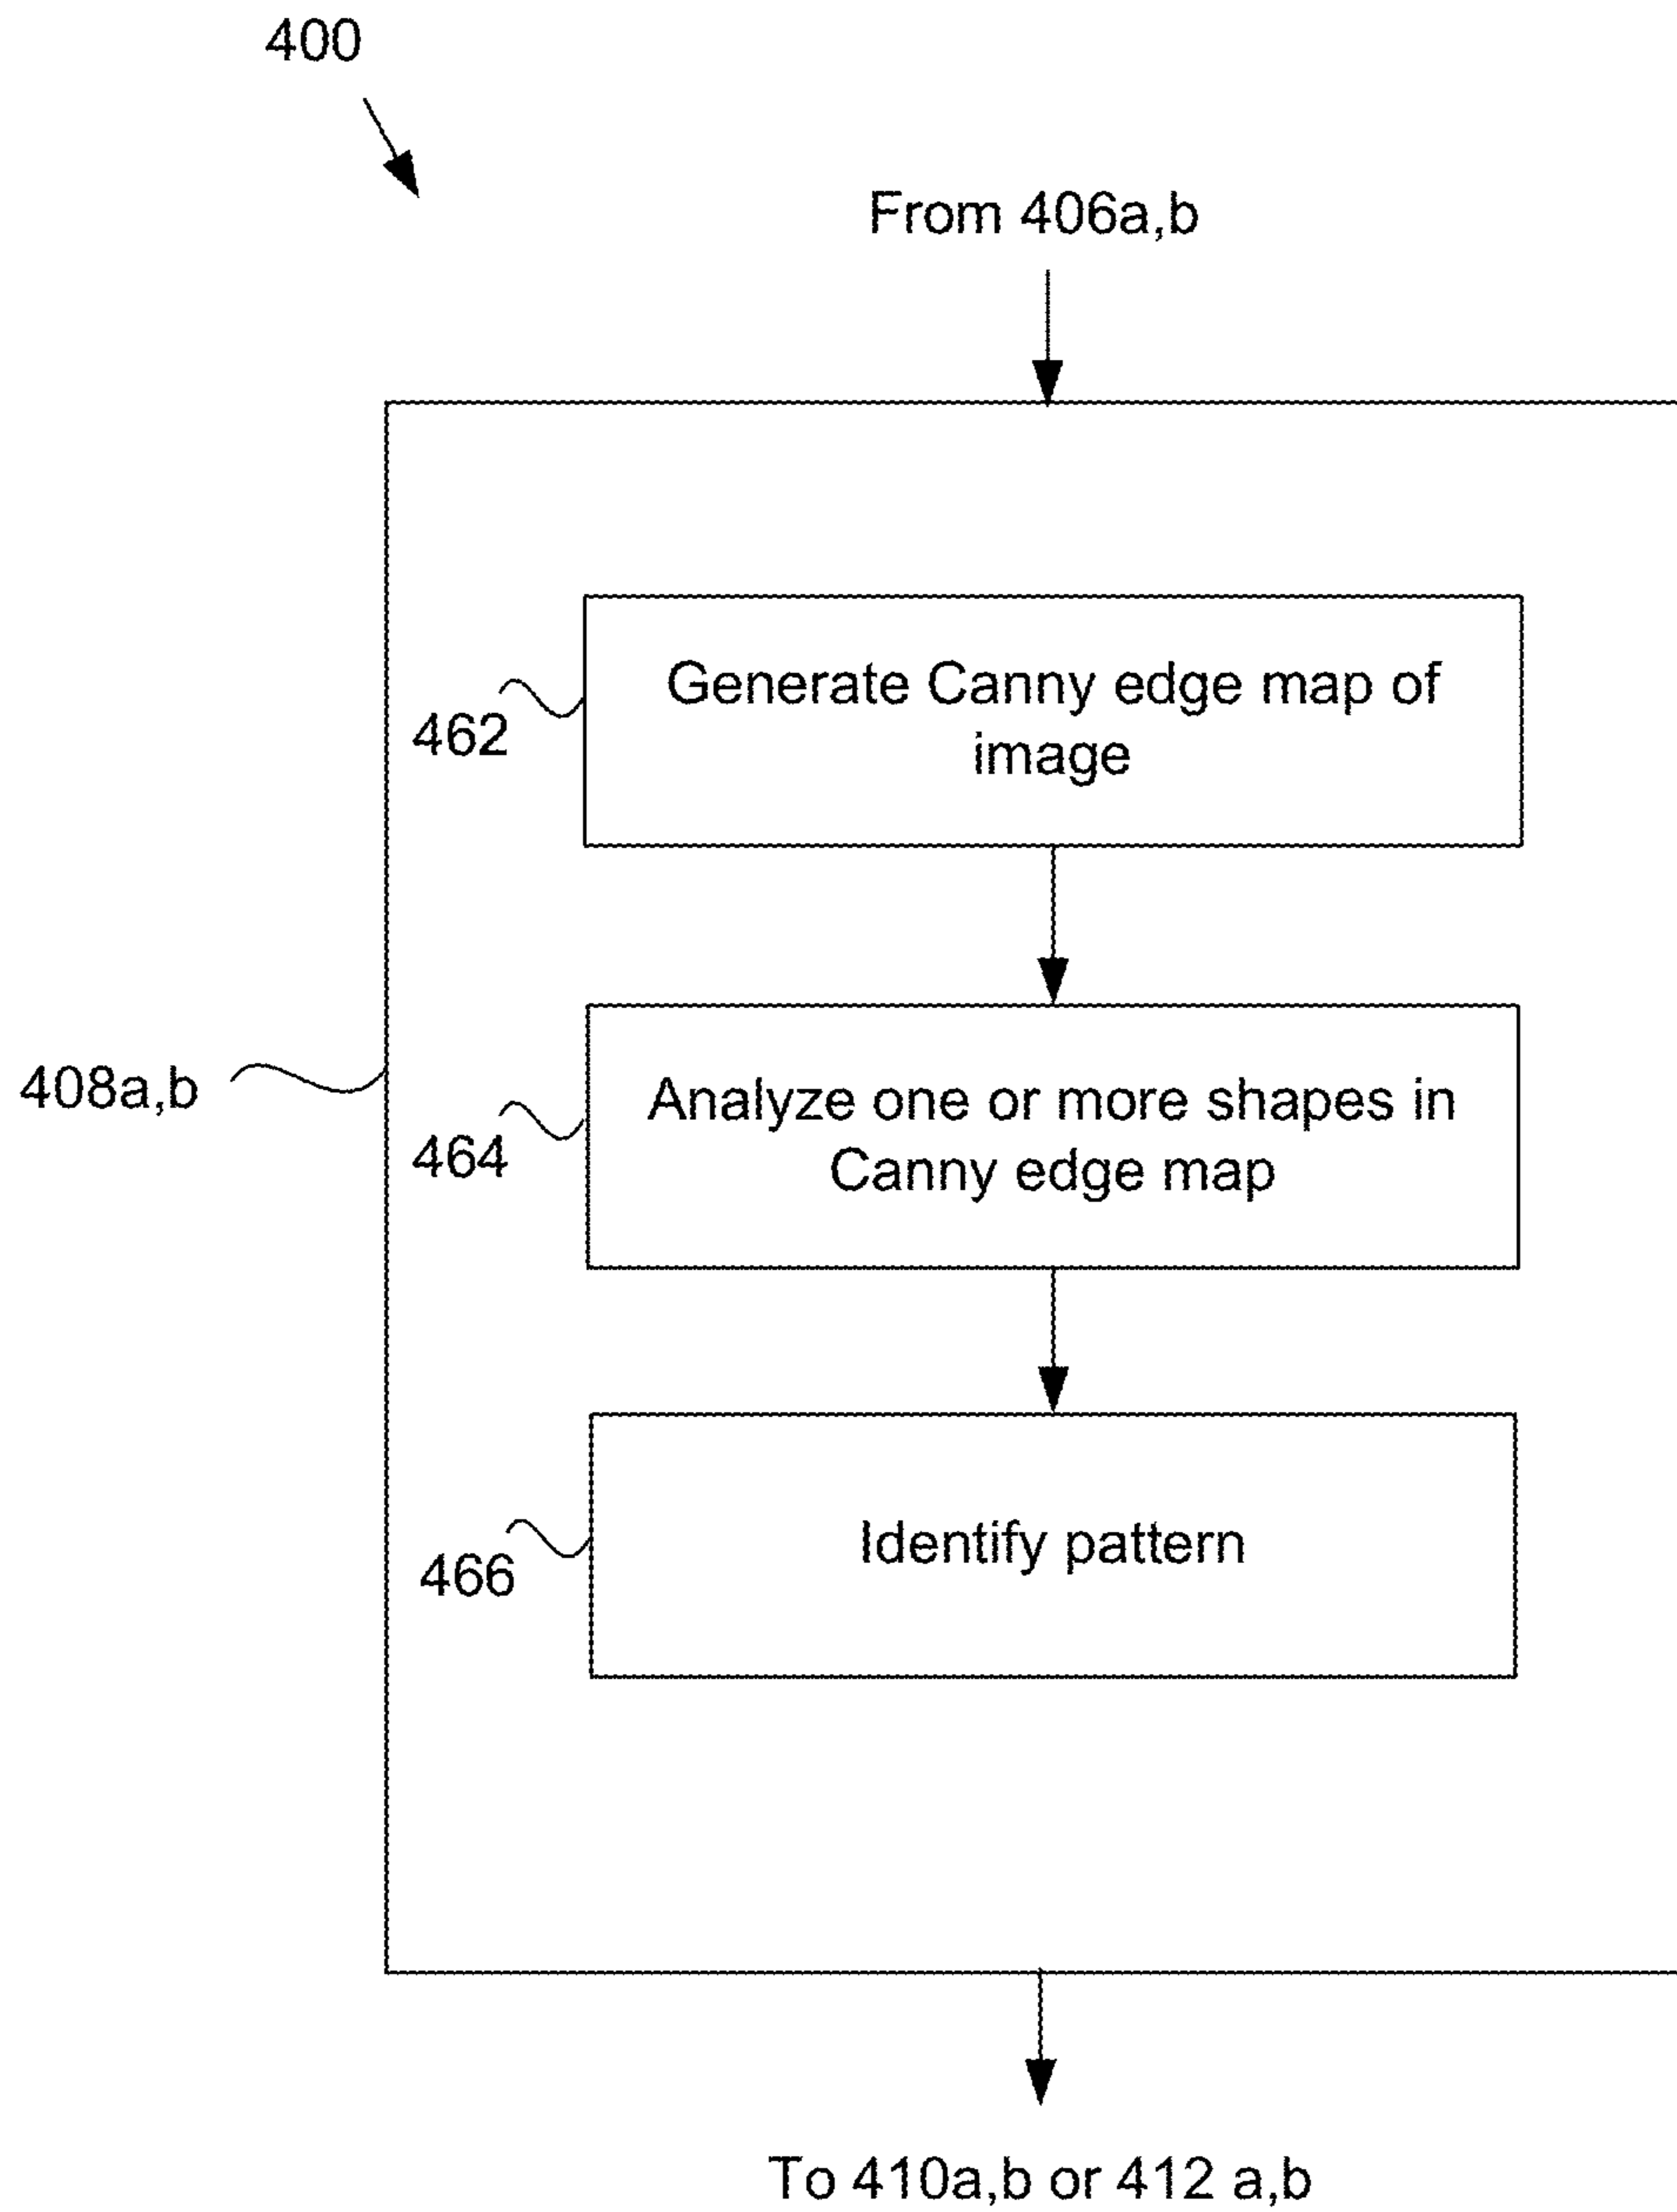 400
From 406a,b
Generate Canny edge map of
image
462
Analyze one or more shapes in
Canny edge map
408a,b
464
Identify pattern
466
To 410a,b or 412 a,b